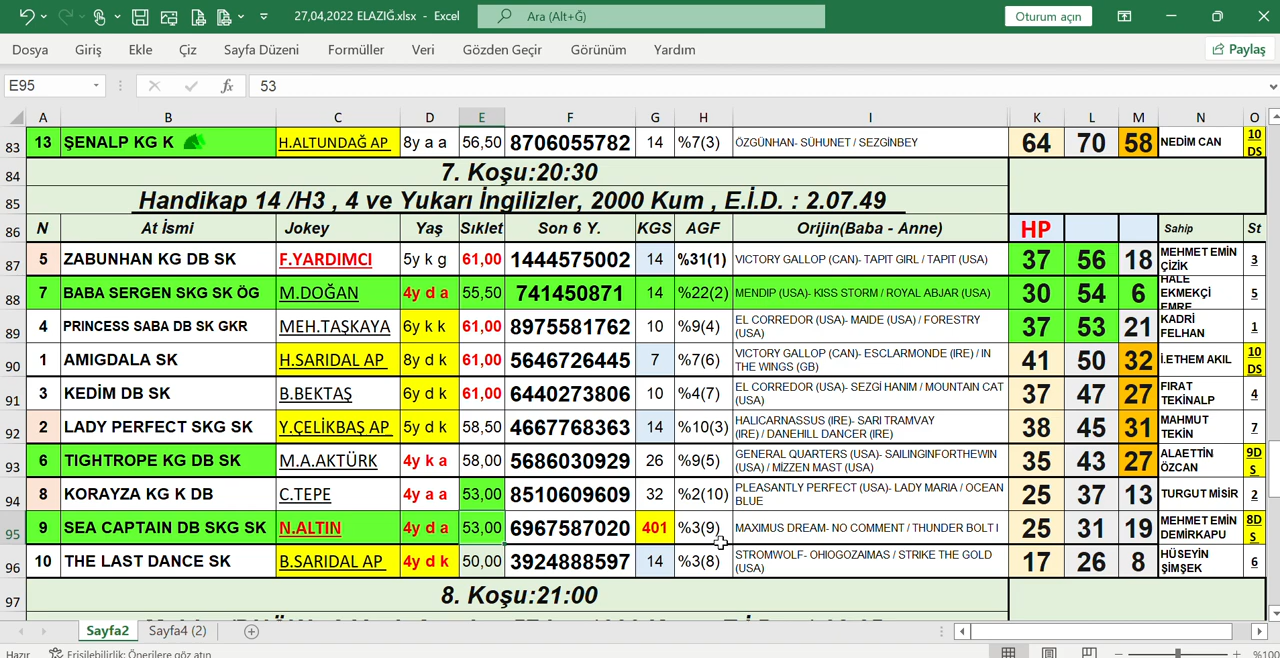 27,04,2022 ELAZIĞ.xlsx - Excel
Ara (Alt+Ğ)
Oturum açın
Dosya Giriş Ekle Çiz Sayfa Düzeni Formüller Veri Gözden Geçir Görünüm Yardım Paylaş
E95 fx 53
A B C D E F G H I K L M N O
83 13 ŞENALP KG K H.ALTUNDAĞ AP 8y a a 56,50 8706055782 14 %7(3) ÖZGÜNHAN- SÜHUNET / SEZGİNBEY 64 70 58 NEDİM CAN 10 DS
84 7. Koşu:20:30
85 Handikap 14 /H3 , 4 ve Yukarı İngilizler, 2000 Kum , E.İ.D. : 2.07.49
86 N At İsmi Jokey Yaş Sıklet Son 6 Y. KGS AGF Orijin(Baba - Anne) HP Sahip St
87 5 ZABUNHAN KG DB SK F.YARDIMCI 5y k g 61,00 1444575002 14 %31(1) VICTORY GALLOP (CAN)- TAPIT GIRL / TAPIT (USA) 37 56 18 MEHMET EMİN ÇİZİK 3
88 7 BABA SERGEN SKG SK ÖG M.DOĞAN 4y d a 55,50 741450871 14 %22(2) MENDIP (USA)- KISS STORM / ROYAL ABJAR (USA) 30 54 6 HALE EKMEKÇİ EMRE 5
89 4 PRINCESS SABA DB SK GKR MEH.TAŞKAYA 6y k k 61,00 8975581762 10 %9(4) EL CORREDOR (USA)- MAIDE (USA) / FORESTRY (USA) 37 53 21 KADRİ FELHAN 1
90 1 AMIGDALA SK H.SARIDAL AP 8y d k 61,00 5646726445 7 %7(6) VICTORY GALLOP (CAN)- ESCLARMONDE (IRE) / IN THE WINGS (GB) 41 50 32 İ.ETHEM AKIL 10 DS
91 3 KEDİM DB SK B.BEKTAŞ 6y d k 61,00 6440273806 10 %4(7) EL CORREDOR (USA)- SEZGİ HANIM / MOUNTAIN CAT (USA) 37 47 27 FIRAT TEKİNALP 4
92 2 LADY PERFECT SKG SK Y.ÇELİKBAŞ AP 5y d k 58,50 4667768363 14 %10(3) HALICARNASSUS (IRE)- SARI TRAMVAY (IRE) / DANEHILL DANCER (IRE) 38 45 31 MAHMUT TEKİN 7
93 6 TIGHTROPE KG DB SK M.A.AKTÜRK 4y k a 58,00 5686030929 26 %9(5) GENERAL QUARTERS (USA)- SAILINGINFORTHEWIN (USA) / MIZZEN MAST (USA) 35 43 27 ALAETTİN ÖZCAN 9D S
94 8 KORAYZA KG K DB C.TEPE 4y a a 53,00 8510609609 32 %2(10) PLEASANTLY PERFECT (USA)- LADY MARIA / OCEAN BLUE 25 37 13 TURGUT MİSİR 2
95 9 SEA CAPTAIN DB SKG SK N.ALTIN 4y d a 53,00 6967587020 401 %3(9) MAXIMUS DREAM- NO COMMENT / THUNDER BOLT I 25 31 19 MEHMET EMİN DEMİRKAPU 8D S
96 10 THE LAST DANCE SK B.SARIDAL AP 4y d k 50,00 3924888597 14 %3(8) STROMWOLF- OHIOGOZAIMAS / STRIKE THE GOLD (USA) 17 26 8 HÜSEYİN ŞİMŞEK 6
97 8. Koşu:21:00
Sayfa2 Sayfa4 (2)
Hazır Erişilebilirlik: Önerilere göz atın %100